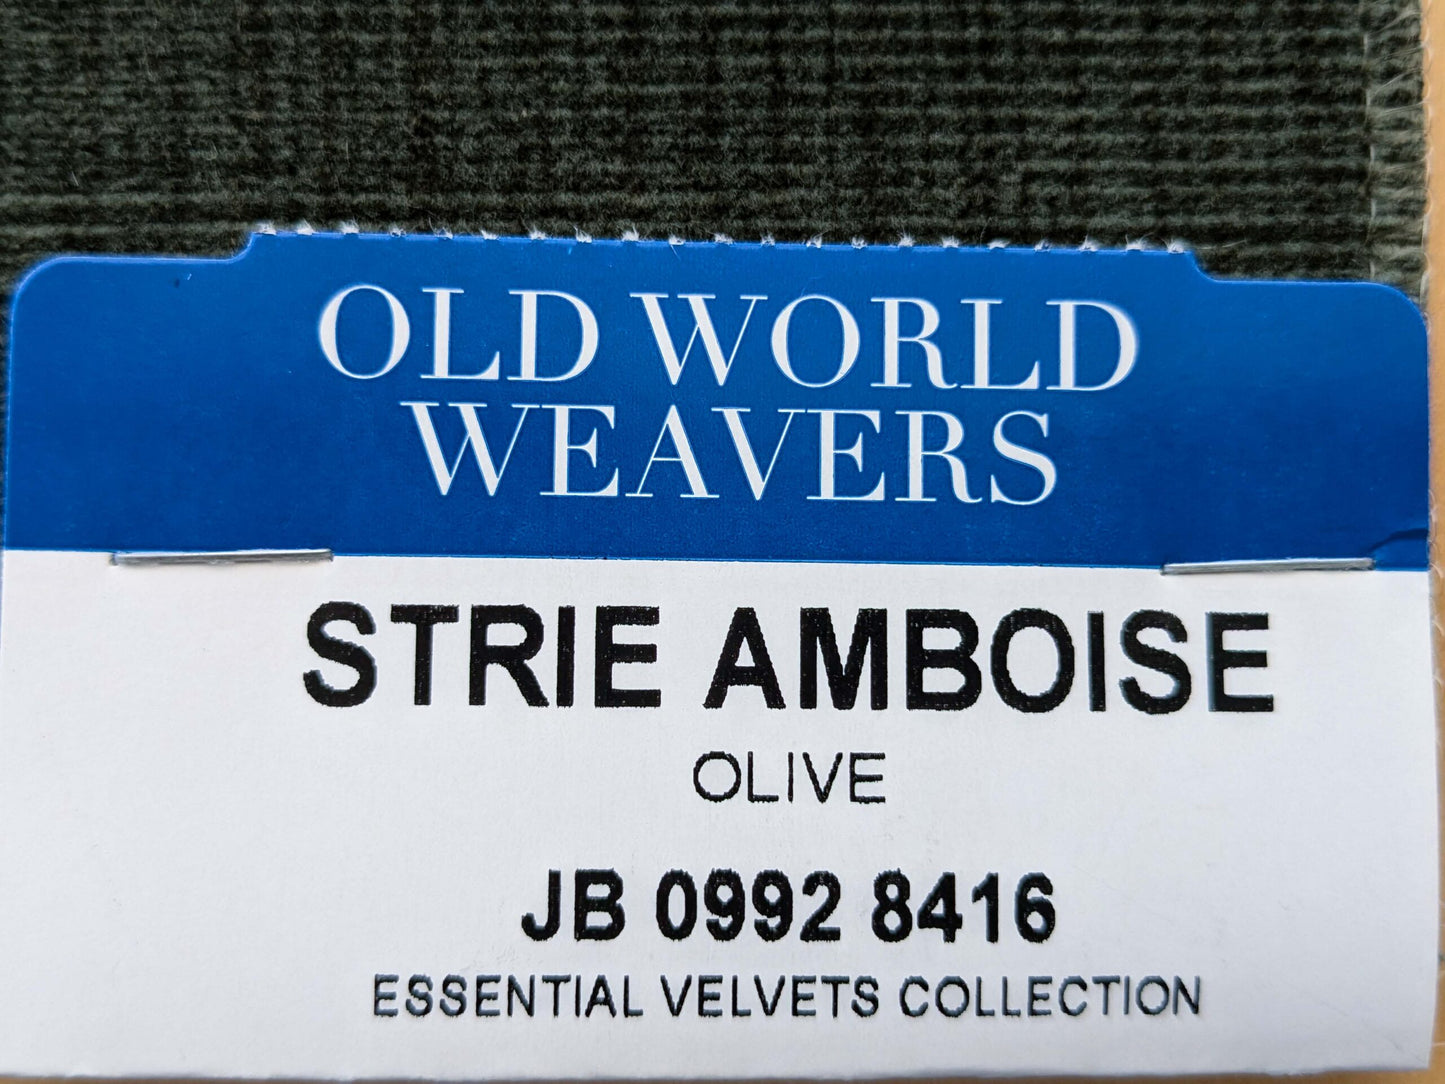 OLD WORLD
WEAVERS
STRIE AMBOISE
OLIVE
JB 0992 8416
ESSENTIAL VELVETS COLLECTION